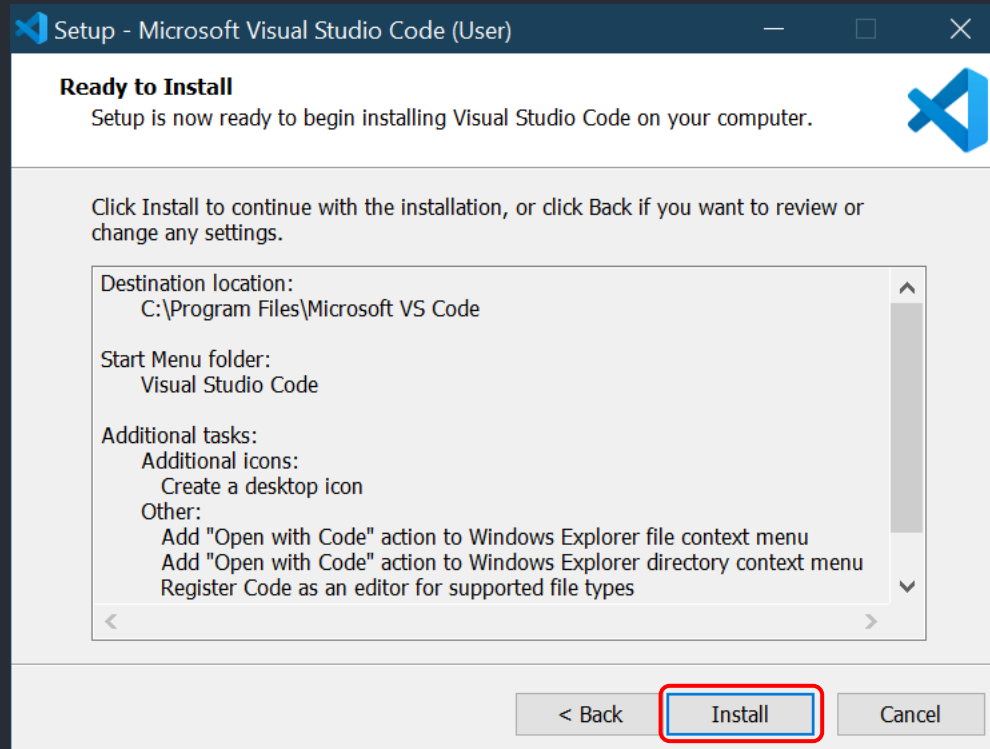 Setup - Microsoft Visual Studio Code (User)
Ready to Install
Setup is now ready to begin installing Visual Studio Code on your computer.
Click Install to continue with the installation, or click Back if you want to review or
change any settings.
Destination location:
C:\Program Files\Microsoft VS Code
Start Menu folder:
Visual Studio Code
Additional tasks:
Additional icons:
Create a desktop icon
Other:
Add "Open with Code" action to Windows Explorer file context menu
Add "Open with Code" action to Windows Explorer directory context menu
Register Code as an editor for supported file types
< Back
Install
Cancel